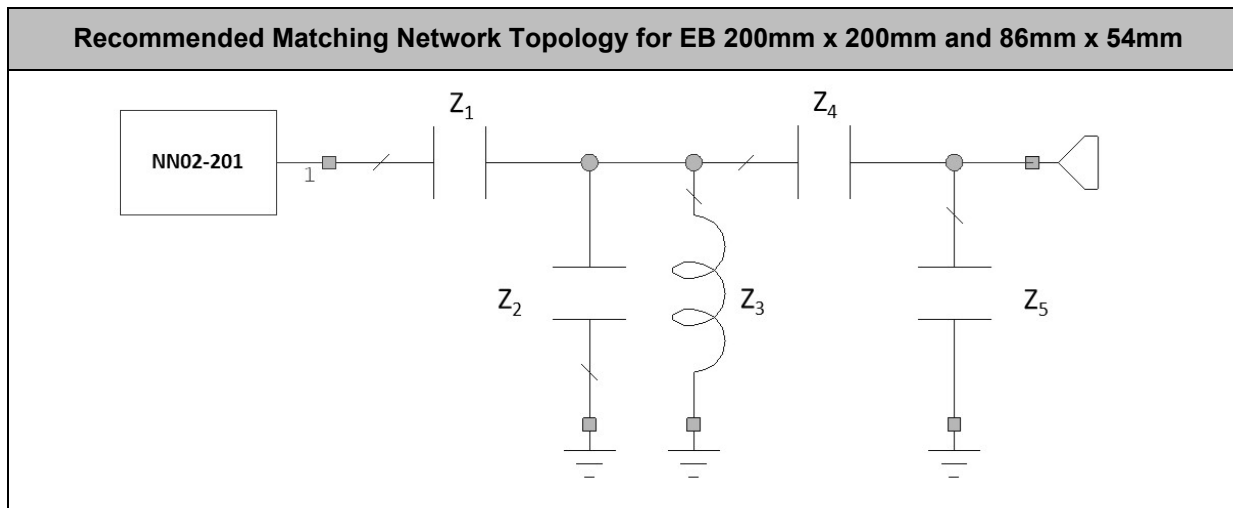 Recommended Matching Network Topology for EB 200mm x 200mm and 86mm x 54mm
Z₁
Z₄
NN02-201
1
Z₂
Z₃
Z₅